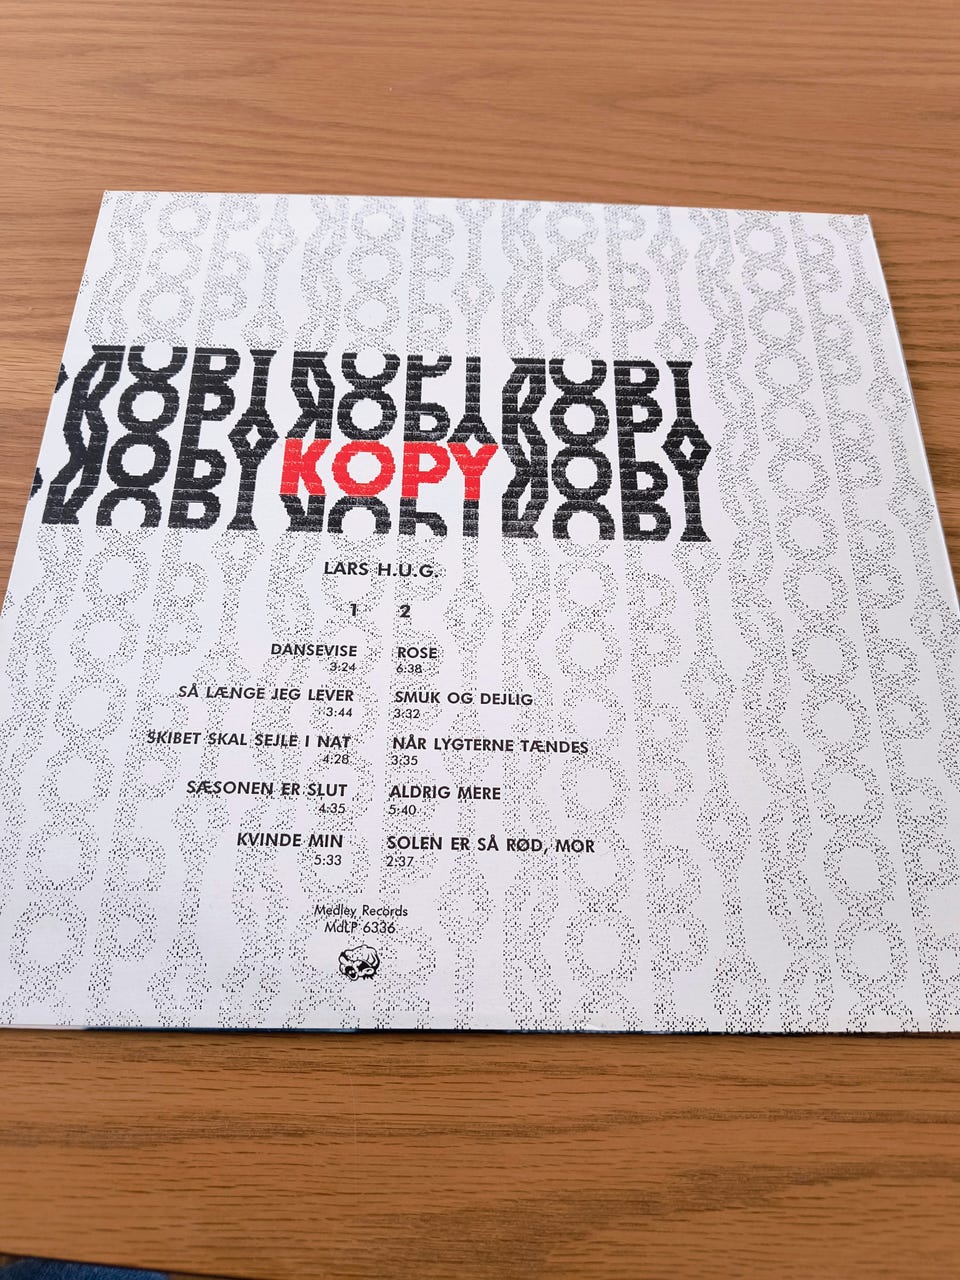 KOPY
LARS H.U.G.
1 2
DANSEVISE
3:24
SÅ LÆNGE JEG LEVER
3:44
SKIBET SKAL SEJLE I NAT
4:28
SÆSONEN ER SLUT
4:35
KVINDE MIN
5:33
ROSE
6:38
SMUK OG DEJLIG
3:32
NÅR LYGTERNE TÆNDES
3:35
ALDRIG MERE
5:40
SOLEN ER SÅ RØD, MOR
2:37
Medley Records
MdLP 6336